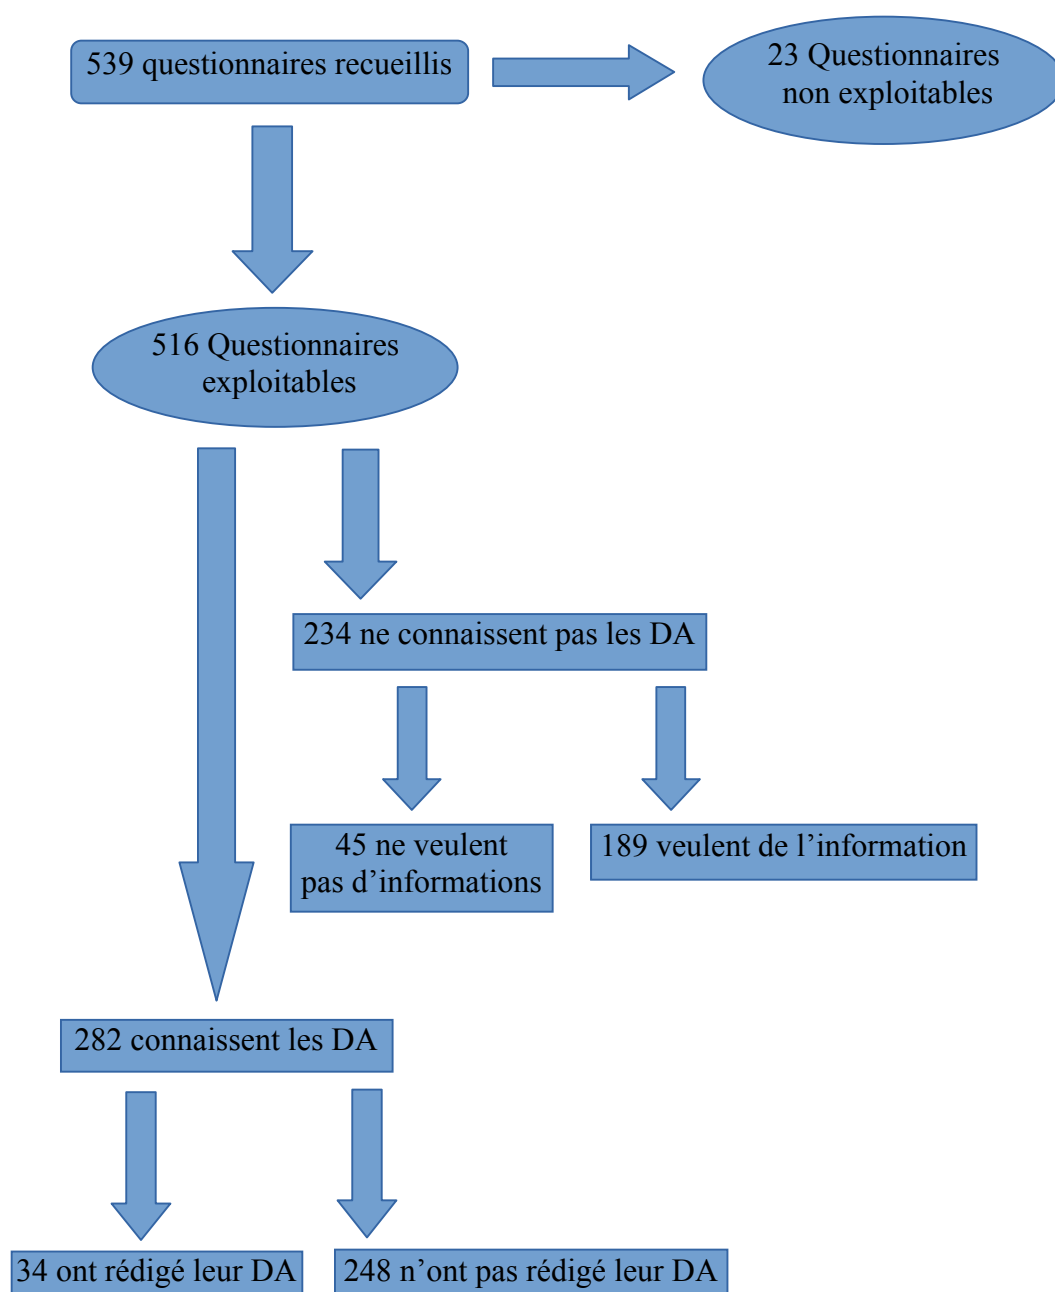 539 questionnaires recueillis
23 Questionnaires
non exploitables
516 Questionnaires
exploitables
234 ne connaissent pas les DA
45 ne veulent
pas d’informations
189 veulent de l’information
282 connaissent les DA
34 ont rédigé leur DA
248 n’ont pas rédigé leur DA